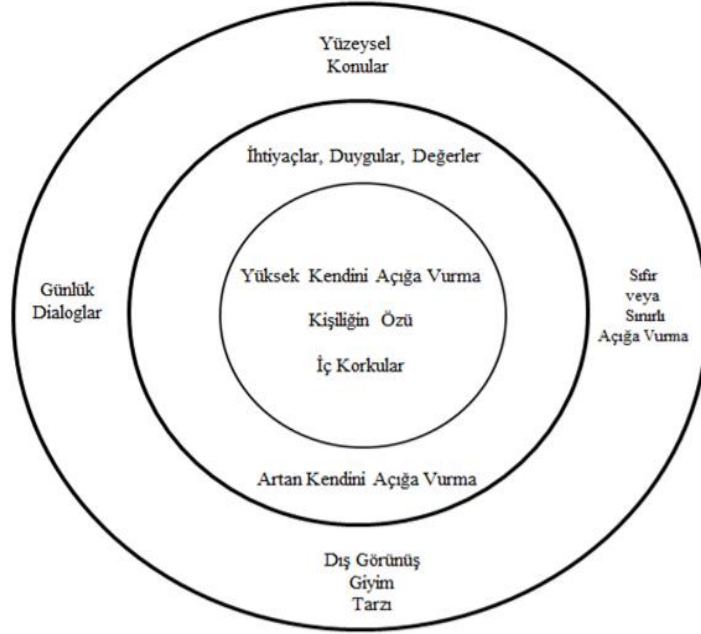 Yüzeysel
Konular
İhtiyaçlar, Duygular, Değerler
Yüksek Kendini Açığa Vurma
Kişiliğin Özü
İç Korkular
Günlük
Dialoglar
Sıfır
veya
Sınırlı
Açığa Vurma
Artan Kendini Açığa Vurma
Dış Görünüş
Giyim
Tarzı